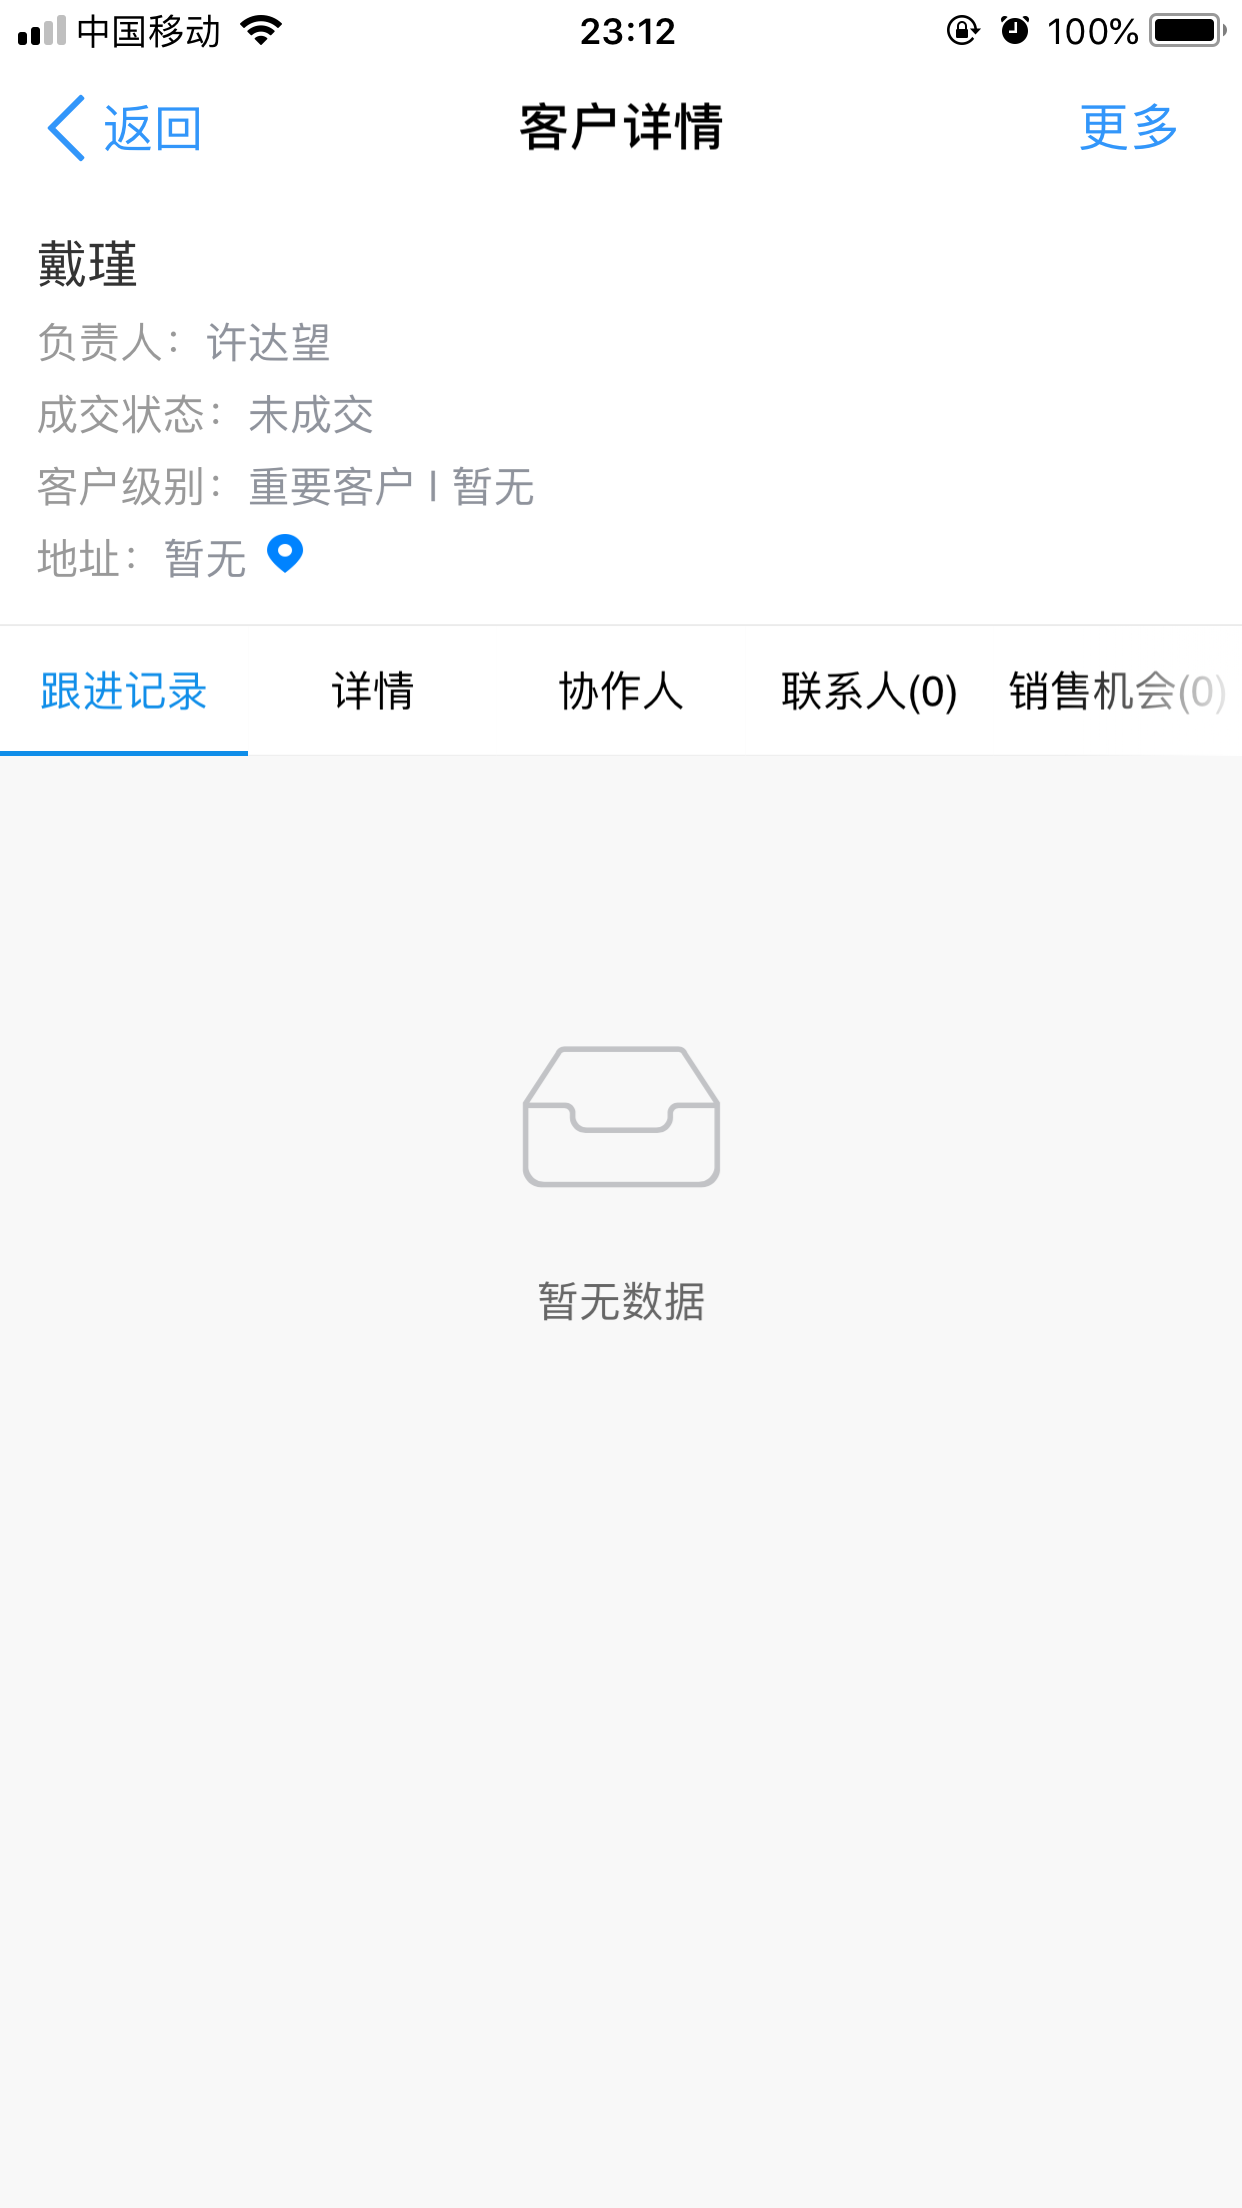 中国移动 23:12 100%
返回 客户详情 更多
戴瑾
负责人：许达望
成交状态：未成交
客户级别：重要客户 | 暂无
地址：暂无
跟进记录 详情 协作人 联系人(0) 销售机会(0)
暂无数据